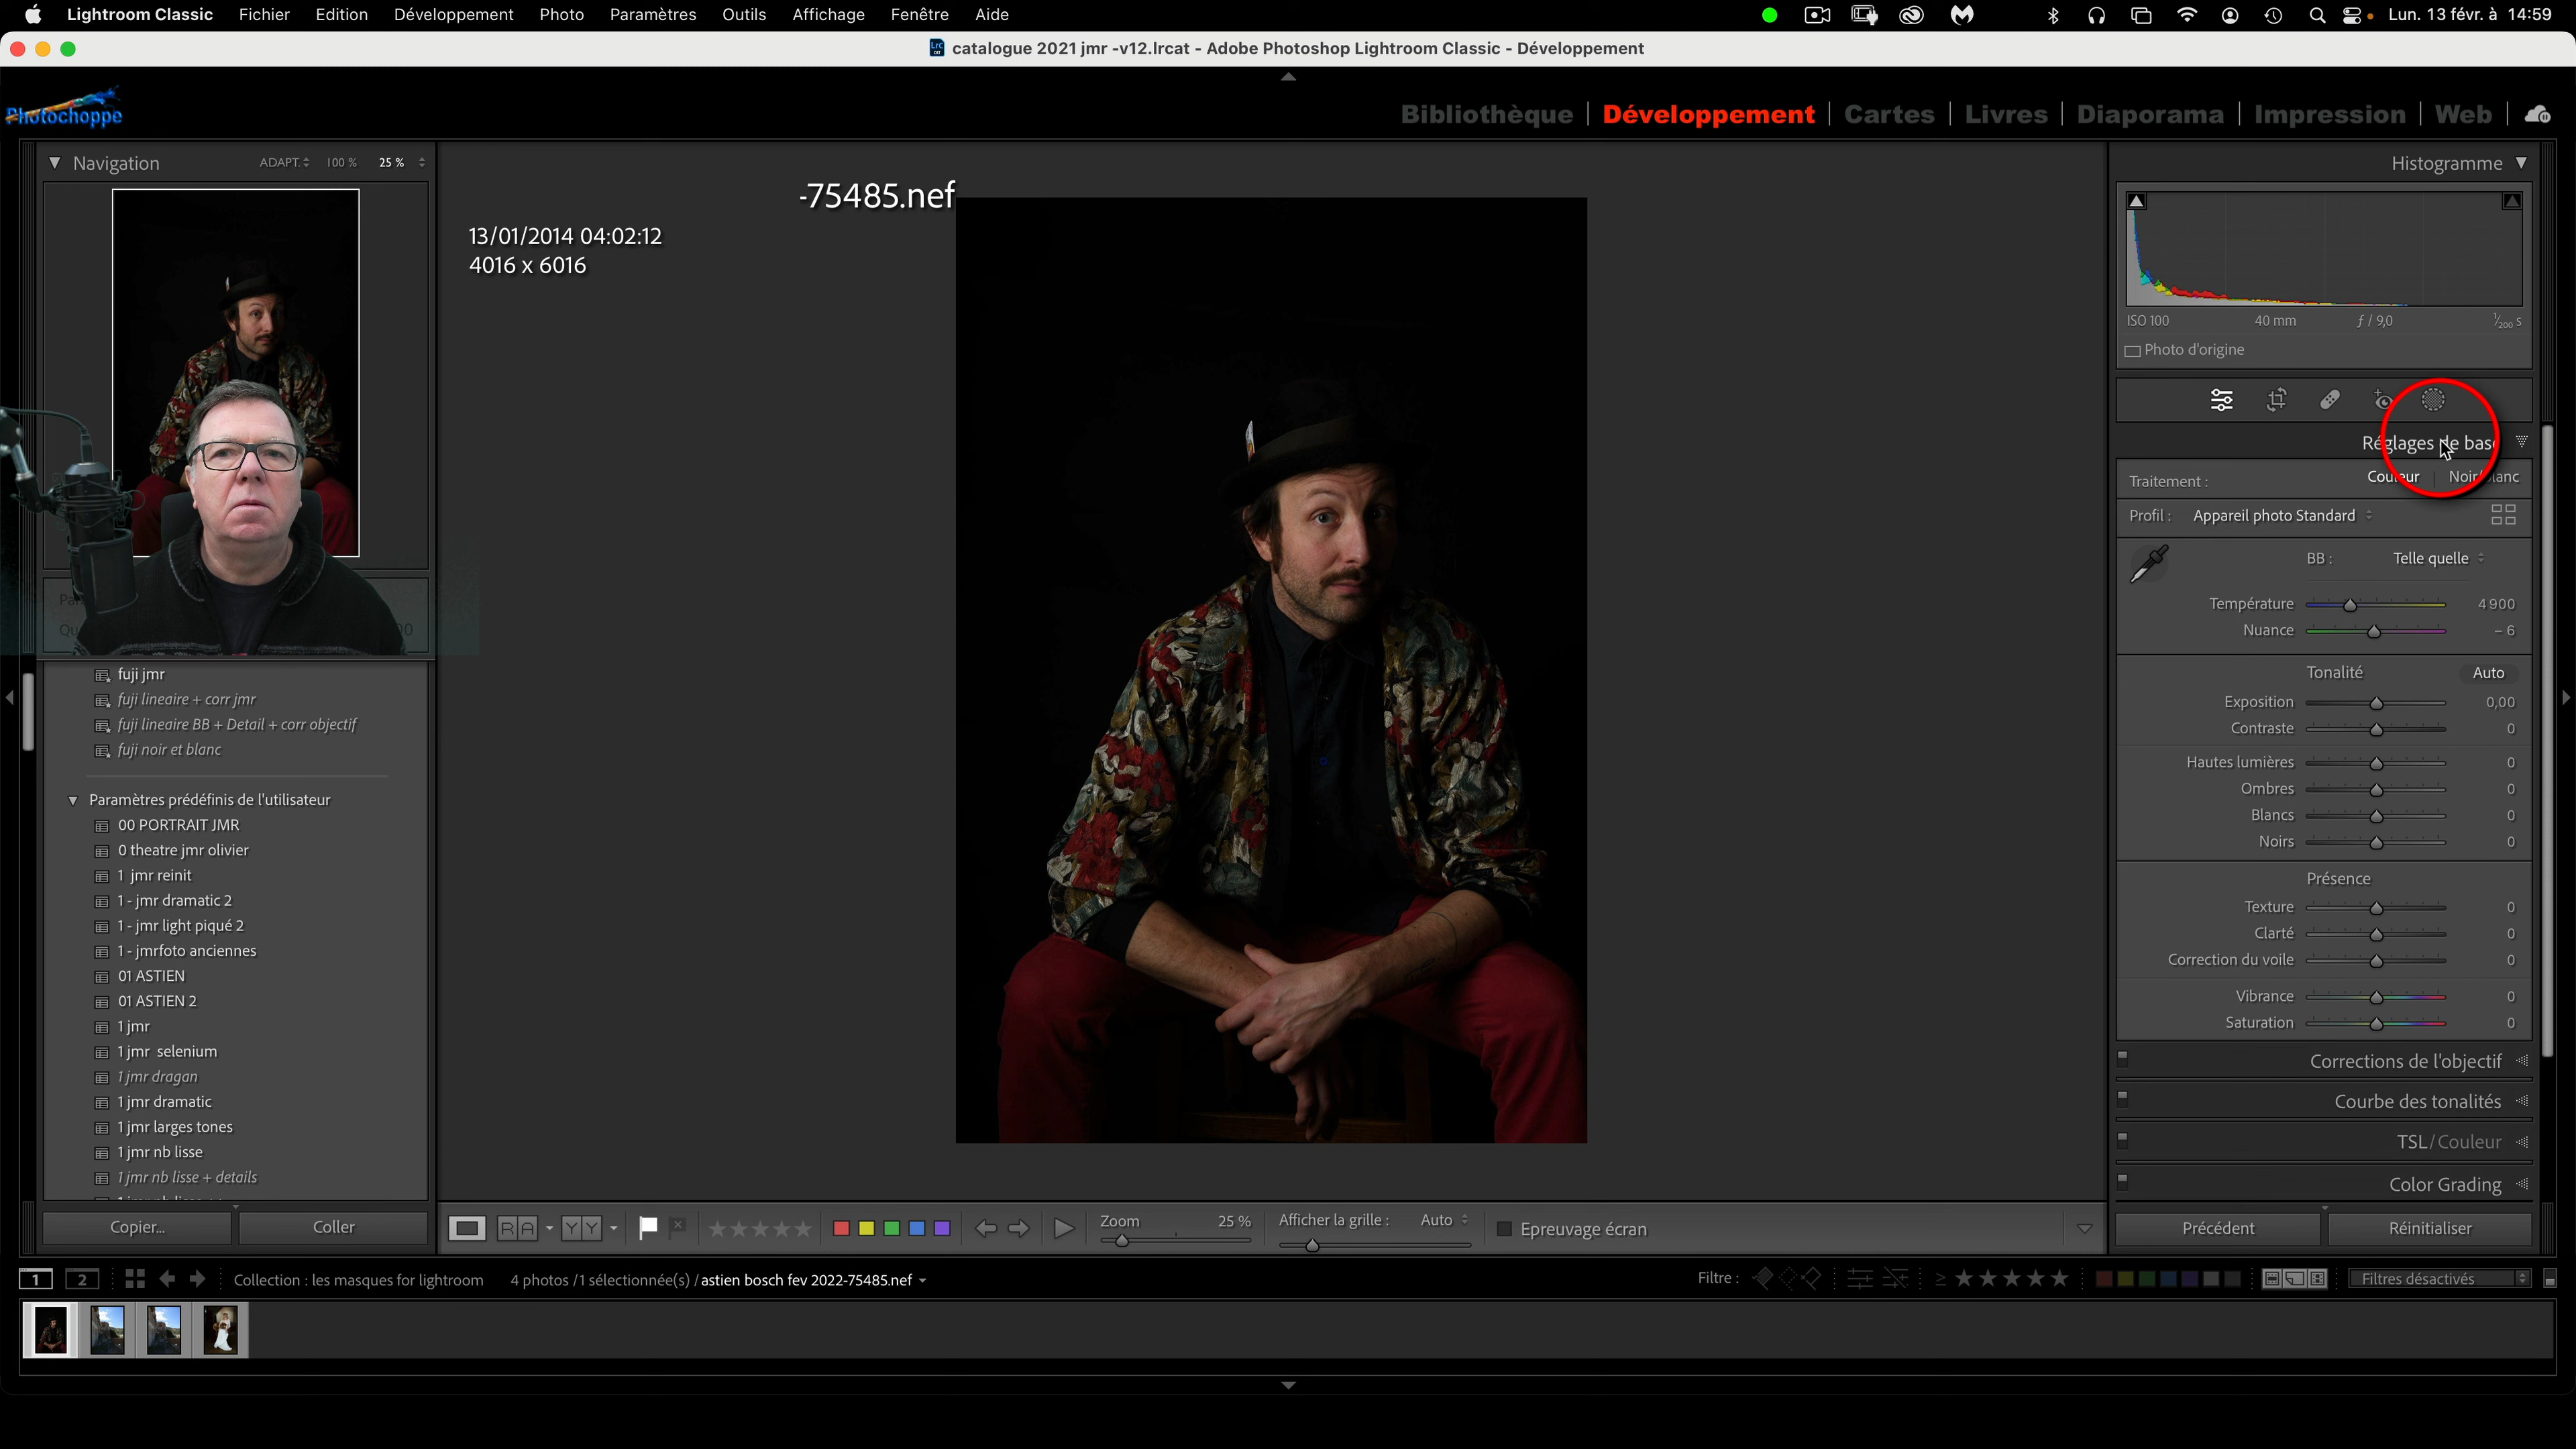 Lightroom Classic Fichier Edition Développement Photo Paramètres Outils Affichage Fenêtre Aide Lun. 13 févr. à 14:59
catalogue 2021 jmr -v12.lrcat - Adobe Photoshop Lightroom Classic - Développement
Photochoppe
Bibliothèque | Développement | Cartes | Livres | Diaporama | Impression | Web
Navigation ADAPT. 100 % 25 %
-75485.nef
13/01/2014 04:02:12
4016 x 6016
Histogramme
ISO 100 40 mm ƒ / 9,0 1/200 s
Photo d'origine
Réglages de base
Traitement : Couleur Noir/blanc
Profil : Appareil photo Standard
BB : Telle quelle
Température 4 900
Nuance – 6
Tonalité Auto
Exposition 0,00
Contraste 0
Hautes lumières 0
Ombres 0
Blancs 0
Noirs 0
Présence
Texture 0
Clarté 0
Correction du voile 0
Vibrance 0
Saturation 0
Corrections de l'objectif
Courbe des tonalités
TSL / Couleur
Color Grading
Précédent Réinitialiser
fuji jmr
fuji lineaire + corr jmr
fuji lineaire BB + Detail + corr objectif
fuji noir et blanc
Paramètres prédéfinis de l'utilisateur
00 PORTRAIT JMR
0 theatre jmr olivier
1 jmr reinit
1 - jmr dramatic 2
1 - jmr light piqué 2
1 - jmrfoto anciennes
01 ASTIEN
01 ASTIEN 2
1 jmr
1 jmr selenium
1 jmr dragan
1 jmr dramatic
1 jmr larges tones
1 jmr nb lisse
1 jmr nb lisse + details
Copier... Coller
R A Y Y Zoom 25 % Afficher la grille : Auto Epreuvage écran
1 2 Collection : les masques for lightroom 4 photos /1 sélectionnée(s) /astien bosch fev 2022-75485.nef Filtre : ≥ Filtres désactivés